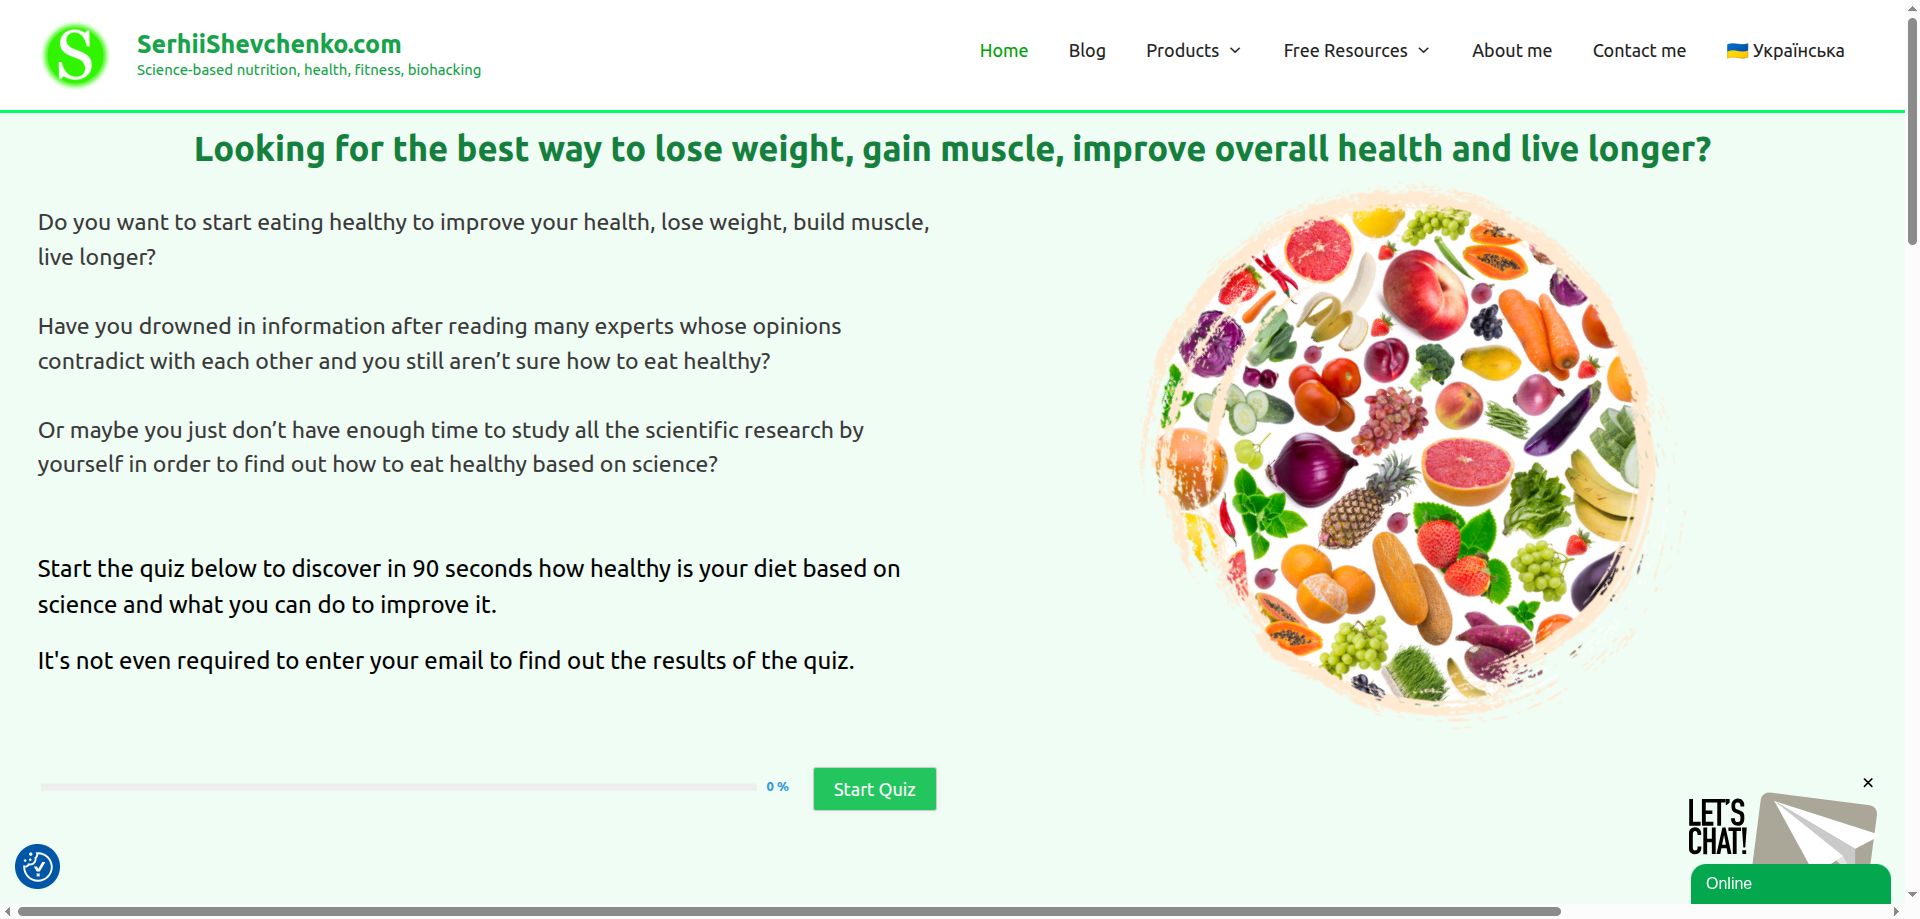 SerhiiShevchenko.com
Science-based nutrition, health, fitness, biohacking
Home
Blog
Products
Free Resources
About me
Contact me
🇺🇦 Українська
Looking for the best way to lose weight, gain muscle, improve overall health and live longer?
Do you want to start eating healthy to improve your health, lose weight, build muscle,
live longer?
Have you drowned in information after reading many experts whose opinions
contradict with each other and you still aren’t sure how to eat healthy?
Or maybe you just don’t have enough time to study all the scientific research by
yourself in order to find out how to eat healthy based on science?
Start the quiz below to discover in 90 seconds how healthy is your diet based on
science and what you can do to improve it.
It's not even required to enter your email to find out the results of the quiz.
0 %
Start Quiz
LET'S
CHAT!
Online